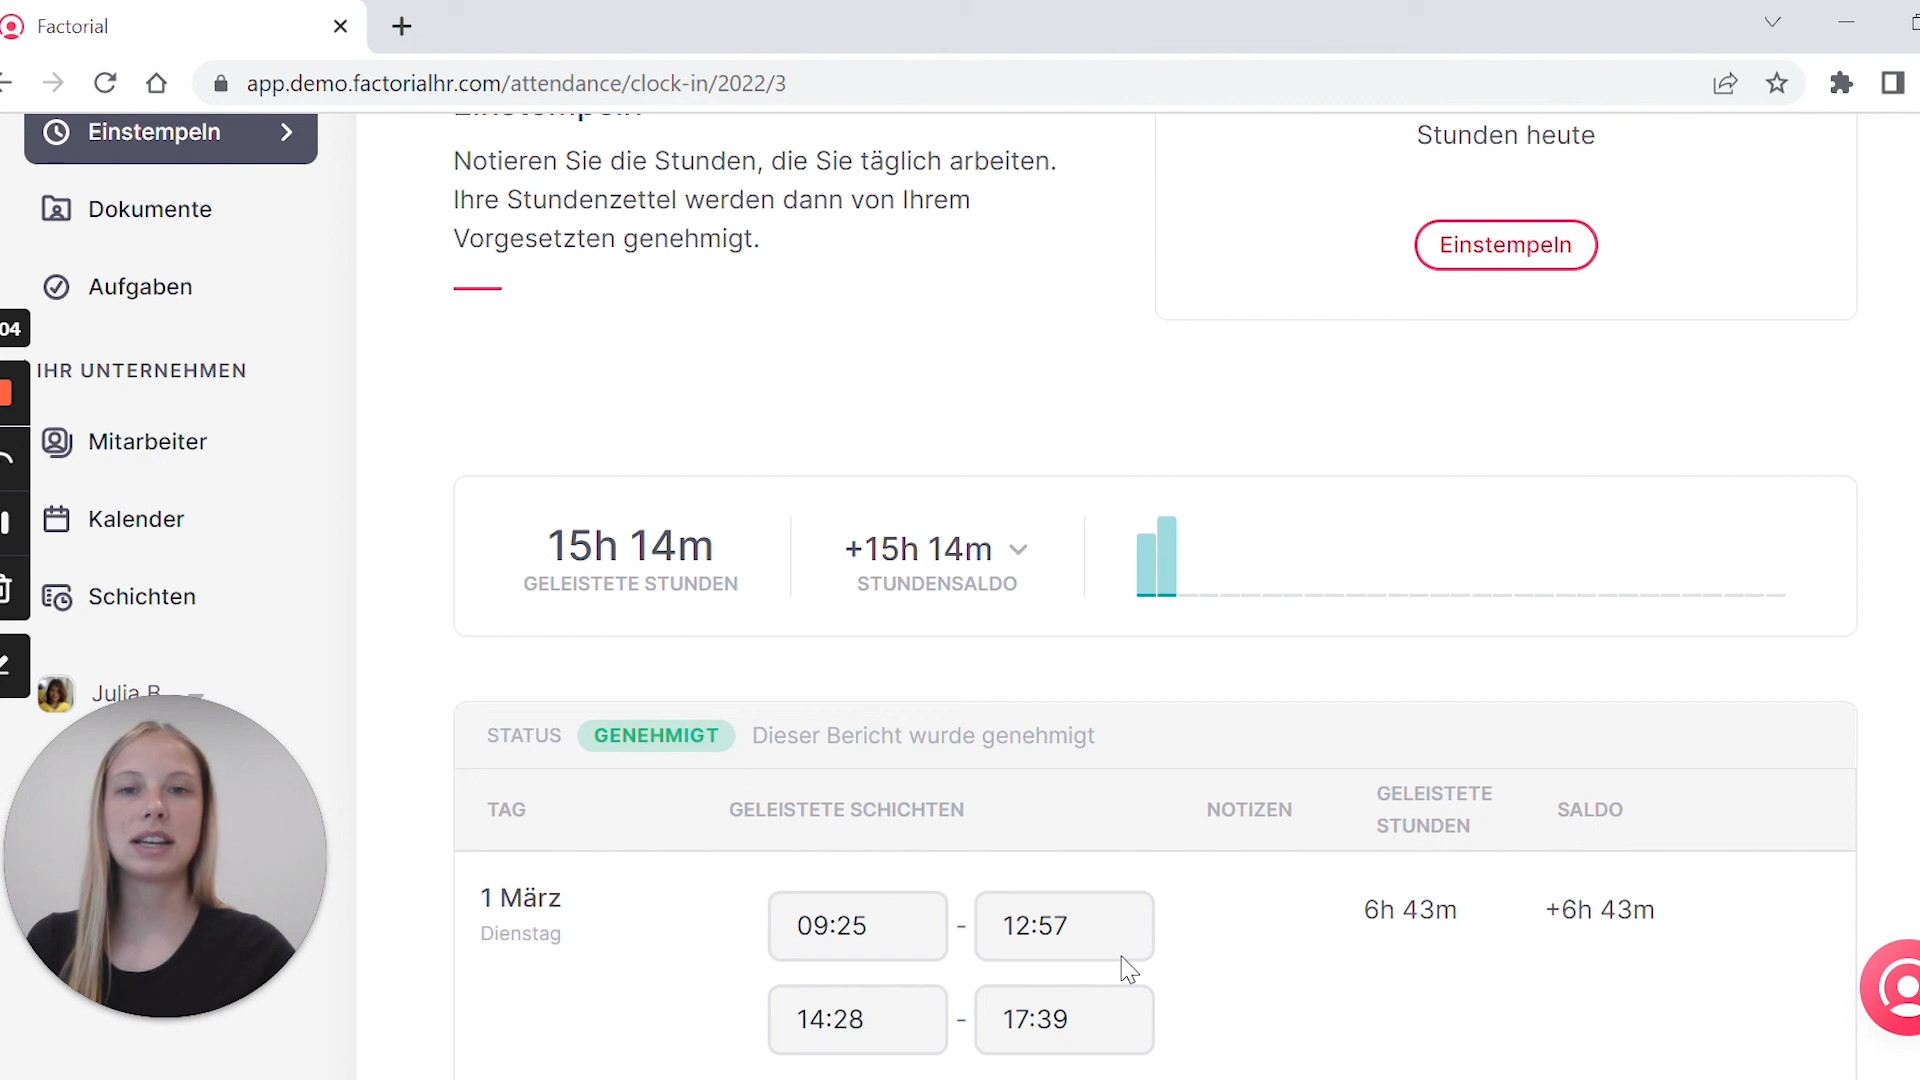 Factorial
app.demo.factorialhr.com/attendance/clock-in/2022/3
Einstempeln
Dokumente
Aufgaben
04
IHR UNTERNEHMEN
Mitarbeiter
Kalender
Schichten
Julia B
Einstempeln
Notieren Sie die Stunden, die Sie täglich arbeiten.
Ihre Stundenzettel werden dann von Ihrem
Vorgesetzten genehmigt.
Stunden heute
Einstempeln
15h 14m
GELEISTETE STUNDEN
+15h 14m
STUNDENSALDO
STATUS GENEHMIGT Dieser Bericht wurde genehmigt
TAG GELEISTETE SCHICHTEN NOTIZEN GELEISTETE STUNDEN SALDO
1 März
Dienstag
09:25 - 12:57
6h 43m +6h 43m
14:28 - 17:39